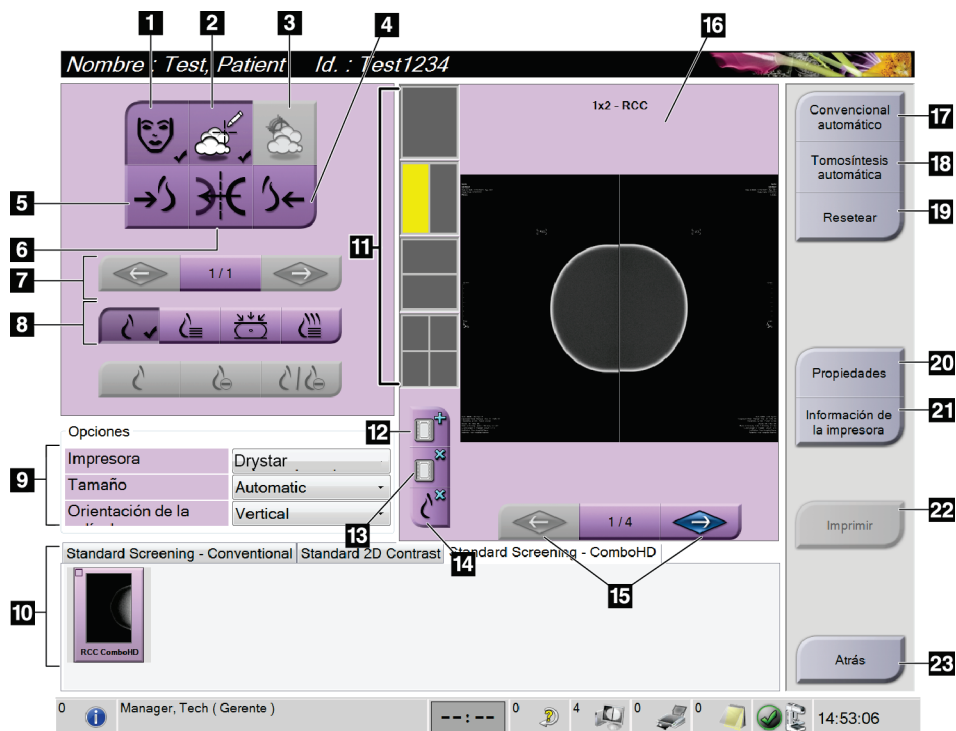 1
2
3
4
16
Nombre : Test, Patient Id. : Test1234
1x2 - RCC
Convencional
automático
17
Tomosíntesis
automática
18
Resetear
19
5
6
11
7
1/1
8
Propiedades
20
Información de
la impresora
21
Opciones
12
9
Impresora
Drystar
Tamaño
Automatic
Orientación de la
Vertical
13
14
1/4
15
Imprimir
22
10
Standard Screening - Conventional
Standard 2D Contrast
Standard Screening - ComboHD
RCC ComboHD
Atrás
23
0
Manager, Tech ( Gerente )
--:--
0
4
0
0
14:53:06